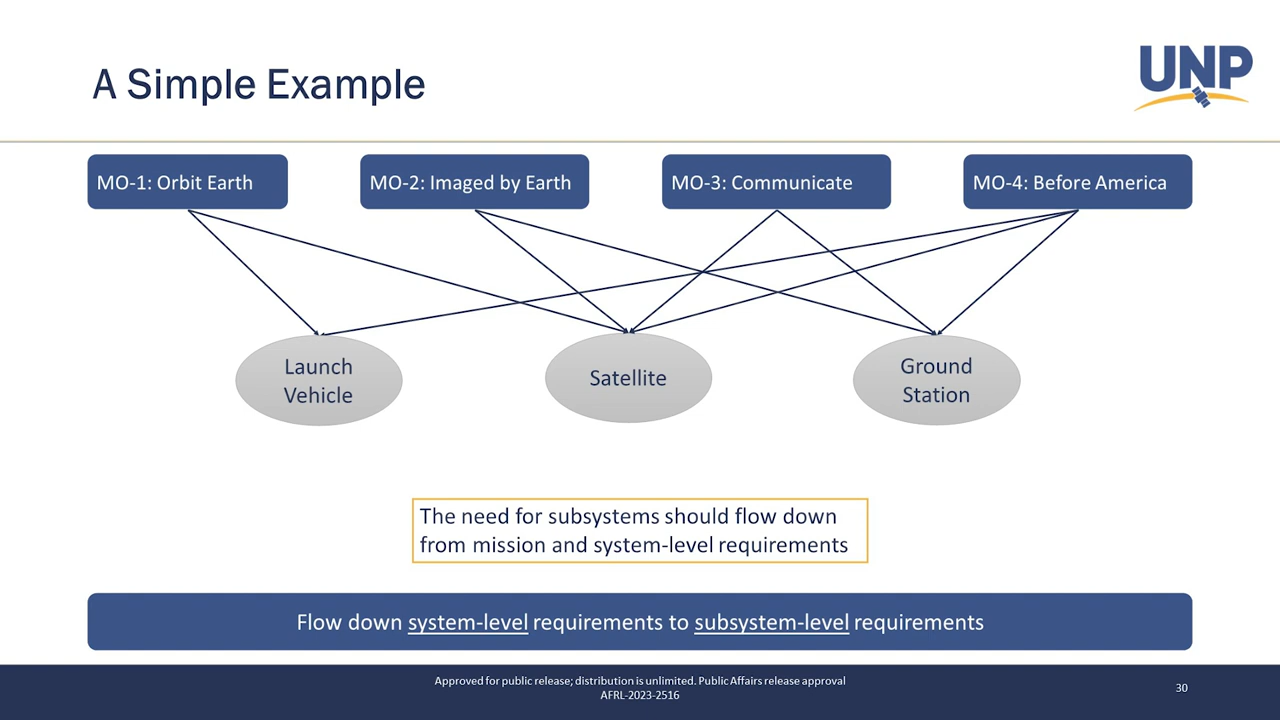 A Simple Example
UNP
MO-1: Orbit Earth
MO-2: Imaged by Earth
MO-3: Communicate
MO-4: Before America
Launch
Vehicle
Satellite
Ground
Station
The need for subsystems should flow down
from mission and system-level requirements
Flow down system-level requirements to subsystem-level requirements
Approved for public release; distribution is unlimited. Public Affairs release approval
AFRL-2023-2516
30